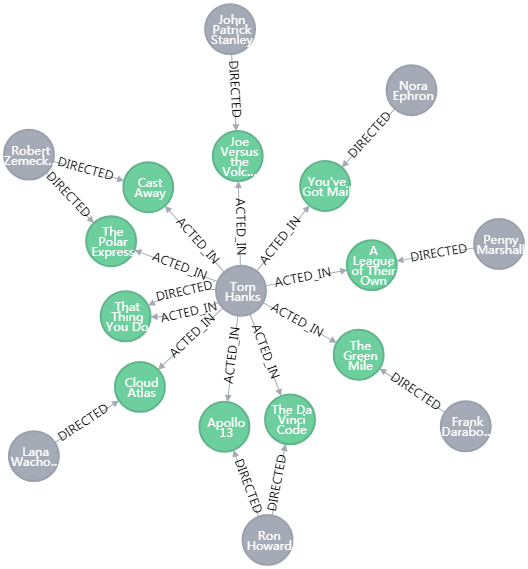 John
Patrick
Stanley
DIRECTED
Nora
Ephron
DIRECTED
Joe
Versus
the
Volc...
Robert
Zemeck...
DIRECTED
DIRECTED
Cast
Away
You've
Got Mail
ACTED_IN
ACTED_IN
ACTED_IN
The
Polar
Express
ACTED_IN
A
League
of Their
Own
DIRECTED
Penny
Marshall
ACTED_IN
Tom
Hanks
DIRECTED
ACTED_IN
That
Thing
You Do
ACTED_IN
ACTED_IN
ACTED_IN
ACTED_IN
The
Green
Mile
Cloud
Atlas
DIRECTED
DIRECTED
Apollo
13
The Da
Vinci
Code
Frank
Darabo...
Lana
Wacho...
DIRECTED
DIRECTED
Ron
Howard